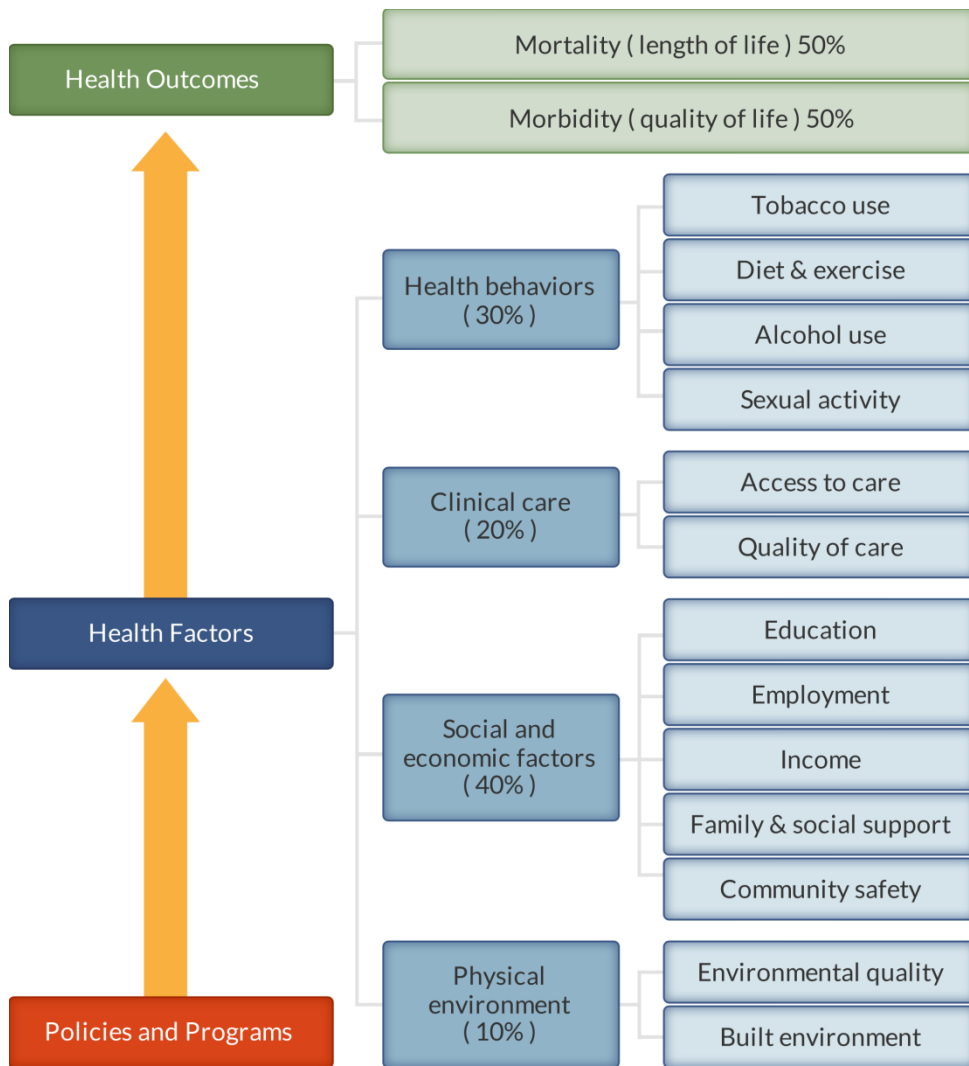 Health Outcomes
Mortality ( length of life ) 50%
Morbidity ( quality of life ) 50%
Health Factors
Health behaviors
( 30% )
Tobacco use
Diet & exercise
Alcohol use
Sexual activity
Clinical care
( 20% )
Access to care
Quality of care
Social and
economic factors
( 40% )
Education
Employment
Income
Family & social support
Community safety
Physical
environment
( 10% )
Environmental quality
Built environment
Policies and Programs